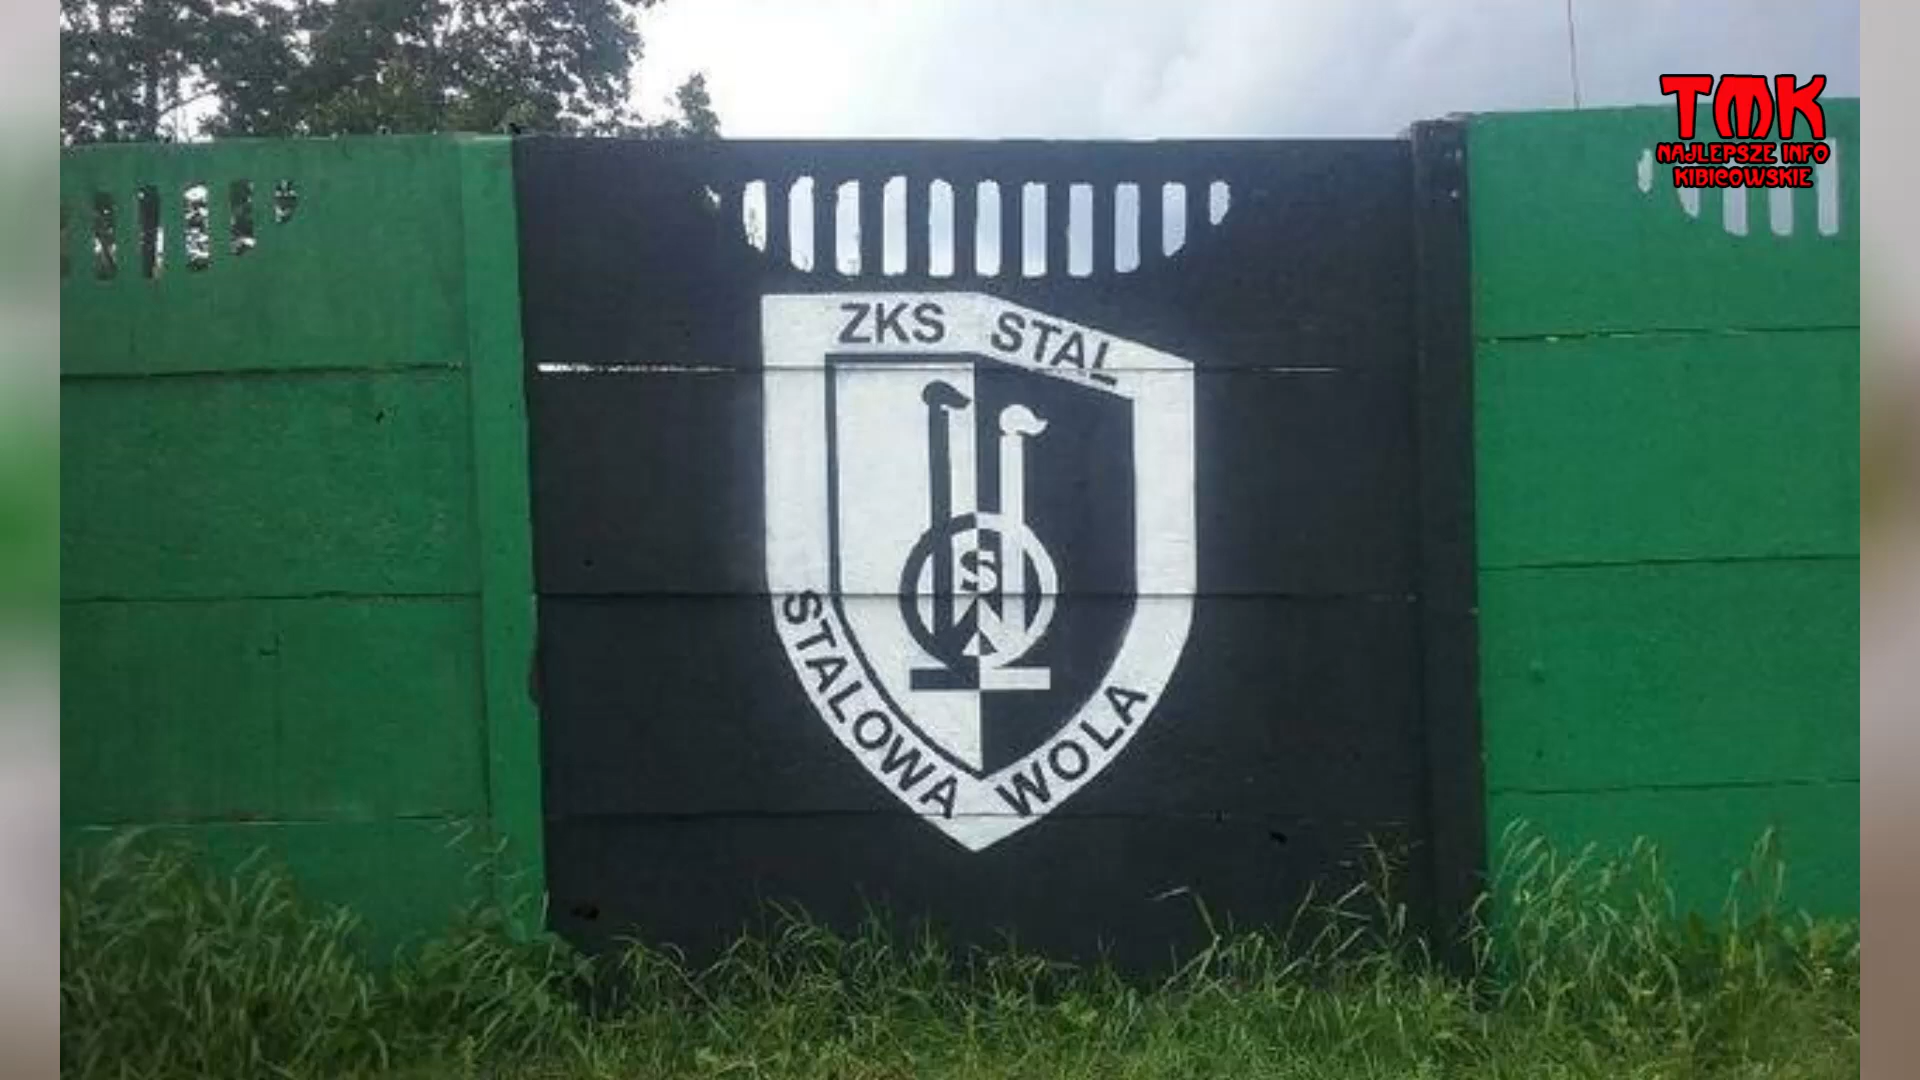 TMK
NAJLEPSZE INFO
KIBICOWSKIE
ZKS STAL
S
STALOWA WOLA